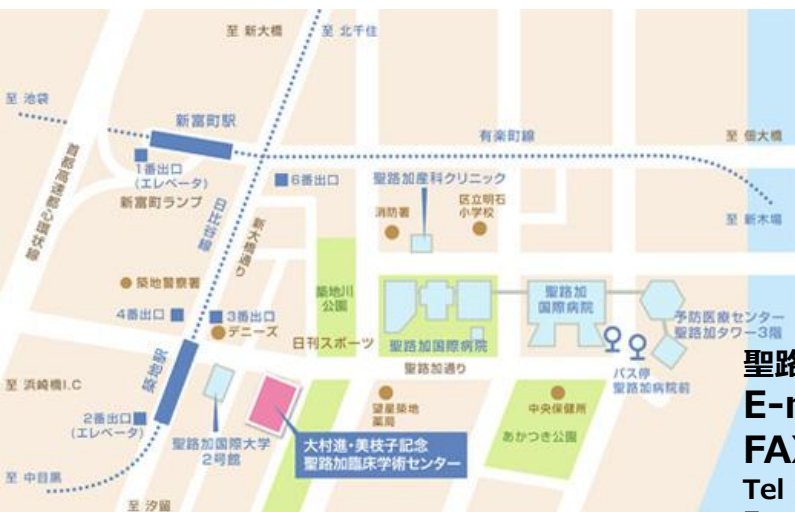 至 新大橋
至 北千住
至 池袋
新富町駅
有楽町線
至 佃大橋
1番出口
(エレベータ)
新富町ランプ
首都高速都心環状線
日比谷線
新大橋通り
6番出口
聖路加産科クリニック
消防署
区立明石
小学校
至 新木場
築地警察署
4番出口
3番出口
デニーズ
築地川
公園
日刊スポーツ
聖路加国際病院
聖路加
国際病院
予防医療センター
聖路加タワー3階
バス停
聖路加病院前
聖路加通り
築地駅
至 浜崎橋I.C
2番出口
(エレベータ)
聖路加国際大学
2号館
望星築地
薬局
中央保健所
あかつき公園
大村進・美枝子記念
聖路加臨床学術センター
至 中目黒
至 汐留
聖路
E-m
FAX
Tel